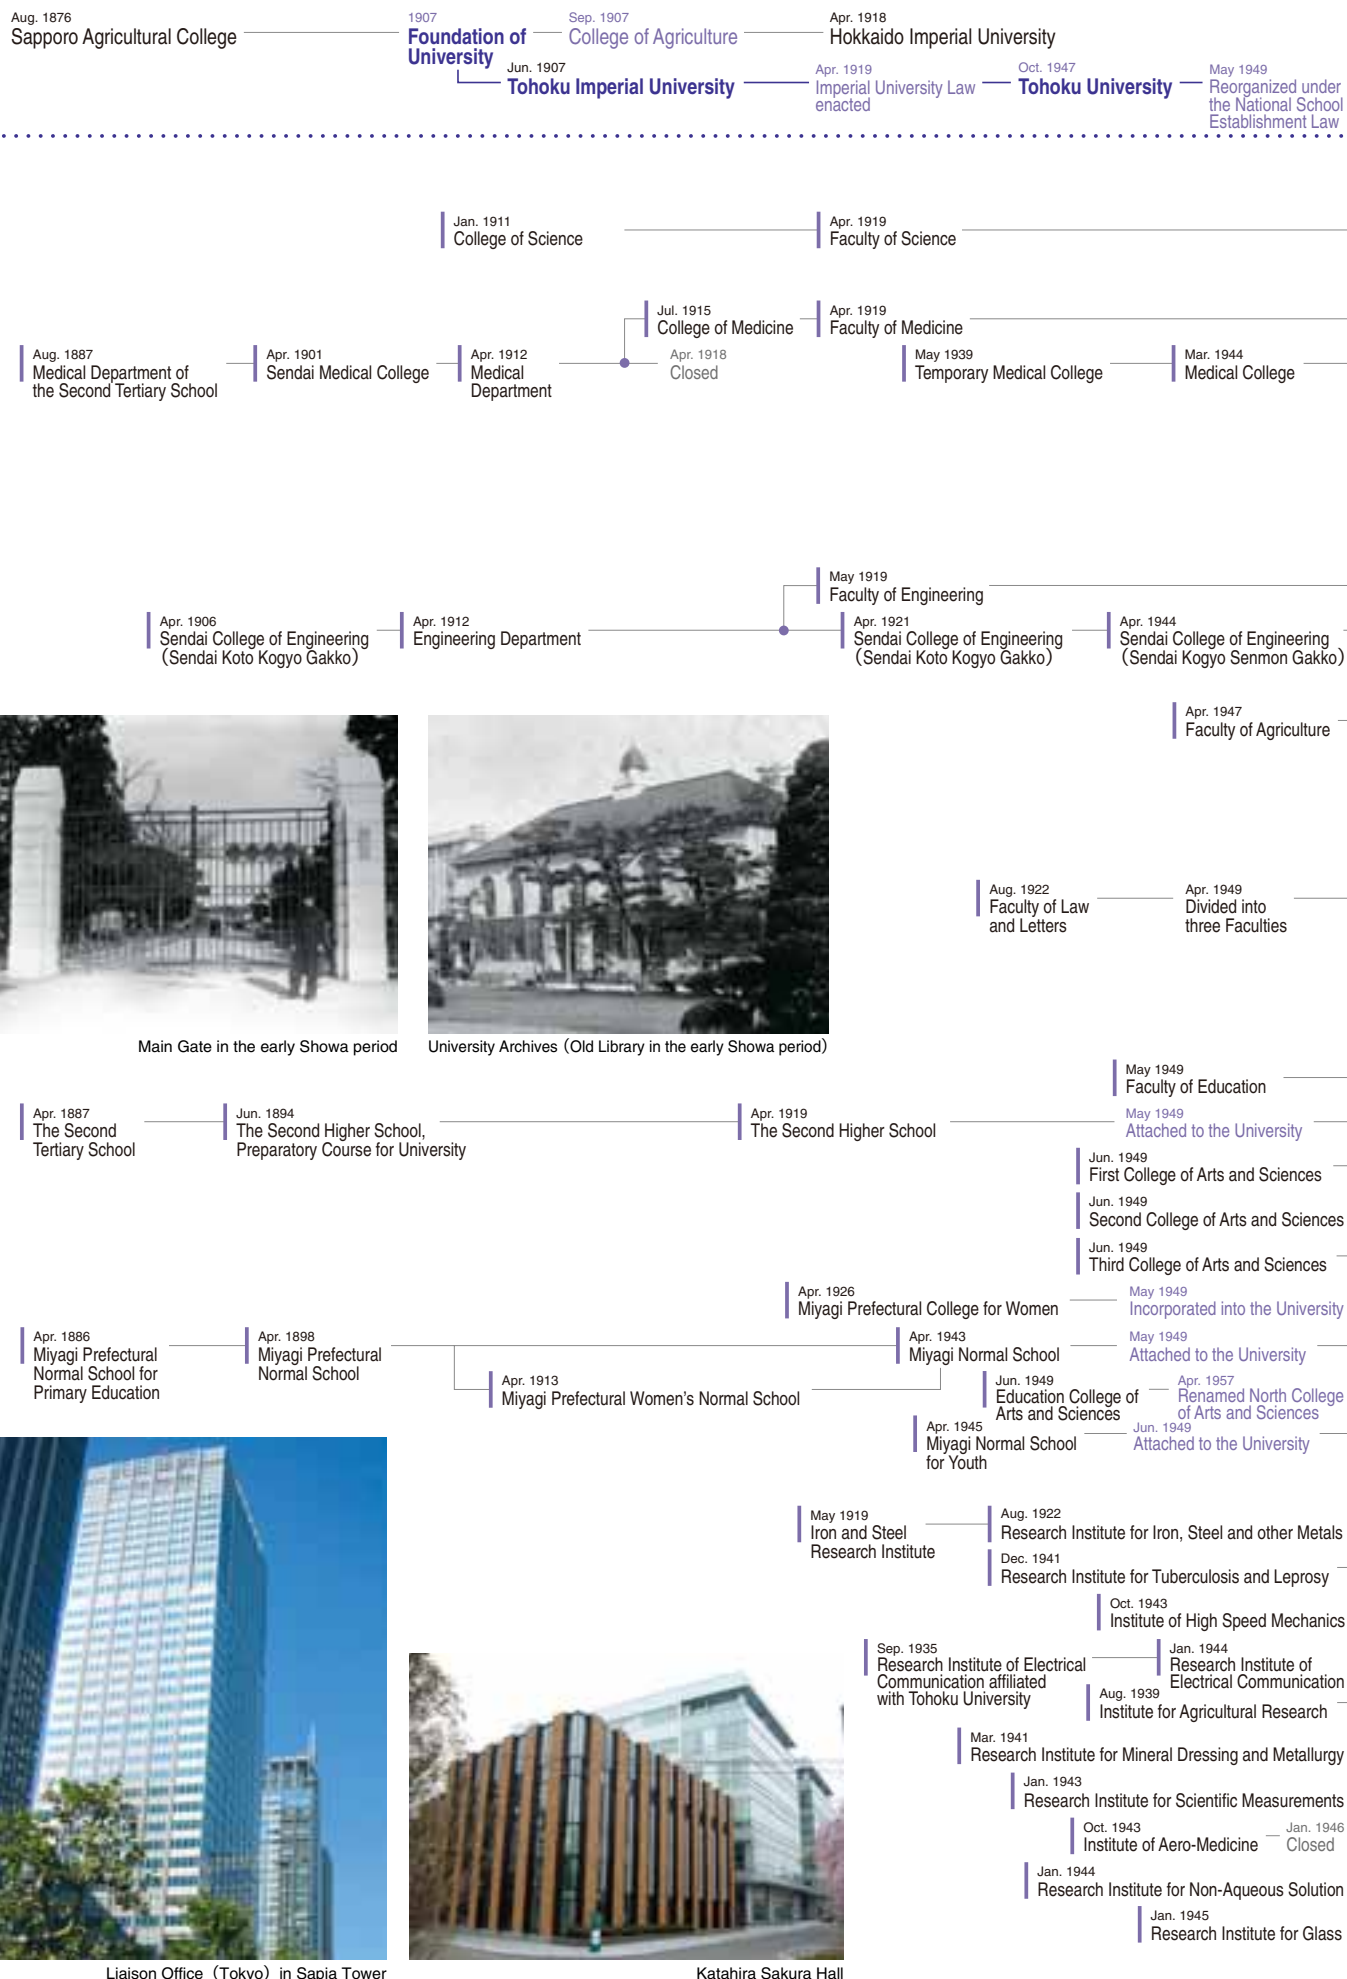 Aug. 1876
Sapporo Agricultural College
1907
Foundation of
University
Sep. 1907
College of Agriculture
Apr. 1918
Hokkaido Imperial University
Jun. 1907
Tohoku Imperial University
Apr. 1919
Imperial University Law
enacted
Oct. 1947
Tohoku University
May 1949
Reorganized under
the National School
Establishment Law
Jan. 1911
College of Science
Apr. 1919
Faculty of Science
Jul. 1915
College of Medicine
Apr. 1919
Faculty of Medicine
Aug. 1887
Medical Department of
the Second Tertiary School
Apr. 1901
Sendai Medical College
Apr. 1912
Medical
Department
Apr. 1918
Closed
May 1939
Temporary Medical College
Mar. 1944
Medical College
May 1919
Faculty of Engineering
Apr. 1906
Sendai College of Engineering
(Sendai Koto Kogyo Gakko)
Apr. 1912
Engineering Department
Apr. 1921
Sendai College of Engineering
(Sendai Koto Kogyo Gakko)
Apr. 1944
Sendai College of Engineering
(Sendai Kogyo Senmon Gakko)
Apr. 1947
Faculty of Agriculture
Aug. 1922
Faculty of Law
and Letters
Apr. 1949
Divided into
three Faculties
Main Gate in the early Showa period
University Archives (Old Library in the early Showa period)
May 1949
Faculty of Education
Apr. 1887
The Second
Tertiary School
Jun. 1894
The Second Higher School,
Preparatory Course for University
Apr. 1919
The Second Higher School
May 1949
Attached to the University
Jun. 1949
First College of Arts and Sciences
Jun. 1949
Second College of Arts and Sciences
Jun. 1949
Third College of Arts and Sciences
Apr. 1926
Miyagi Prefectural College for Women
May 1949
Incorporated into the University
Apr. 1886
Miyagi Prefectural
Normal School for
Primary Education
Apr. 1898
Miyagi Prefectural
Normal School
Apr. 1943
Miyagi Normal School
May 1949
Attached to the University
Apr. 1913
Miyagi Prefectural Women's Normal School
Jun. 1949
Education College of
Arts and Sciences
Apr. 1957
Renamed North College
of Arts and Sciences
Apr. 1945
Miyagi Normal School
for Youth
Jun. 1949
Attached to the University
May 1919
Iron and Steel
Research Institute
Aug. 1922
Research Institute for Iron, Steel and other Metals
Dec. 1941
Research Institute for Tuberculosis and Leprosy
Oct. 1943
Institute of High Speed Mechanics
Sep. 1935
Research Institute of Electrical
Communication affiliated
with Tohoku University
Jan. 1944
Research Institute of
Electrical Communication
Aug. 1939
Institute for Agricultural Research
Mar. 1941
Research Institute for Mineral Dressing and Metallurgy
Jan. 1943
Research Institute for Scientific Measurements
Oct. 1943
Institute of Aero-Medicine
Jan. 1946
Closed
Jan. 1944
Research Institute for Non-Aqueous Solution
Jan. 1945
Research Institute for Glass
Liaison Office (Tokyo) in Sapia Tower
Katahira Sakura Hall